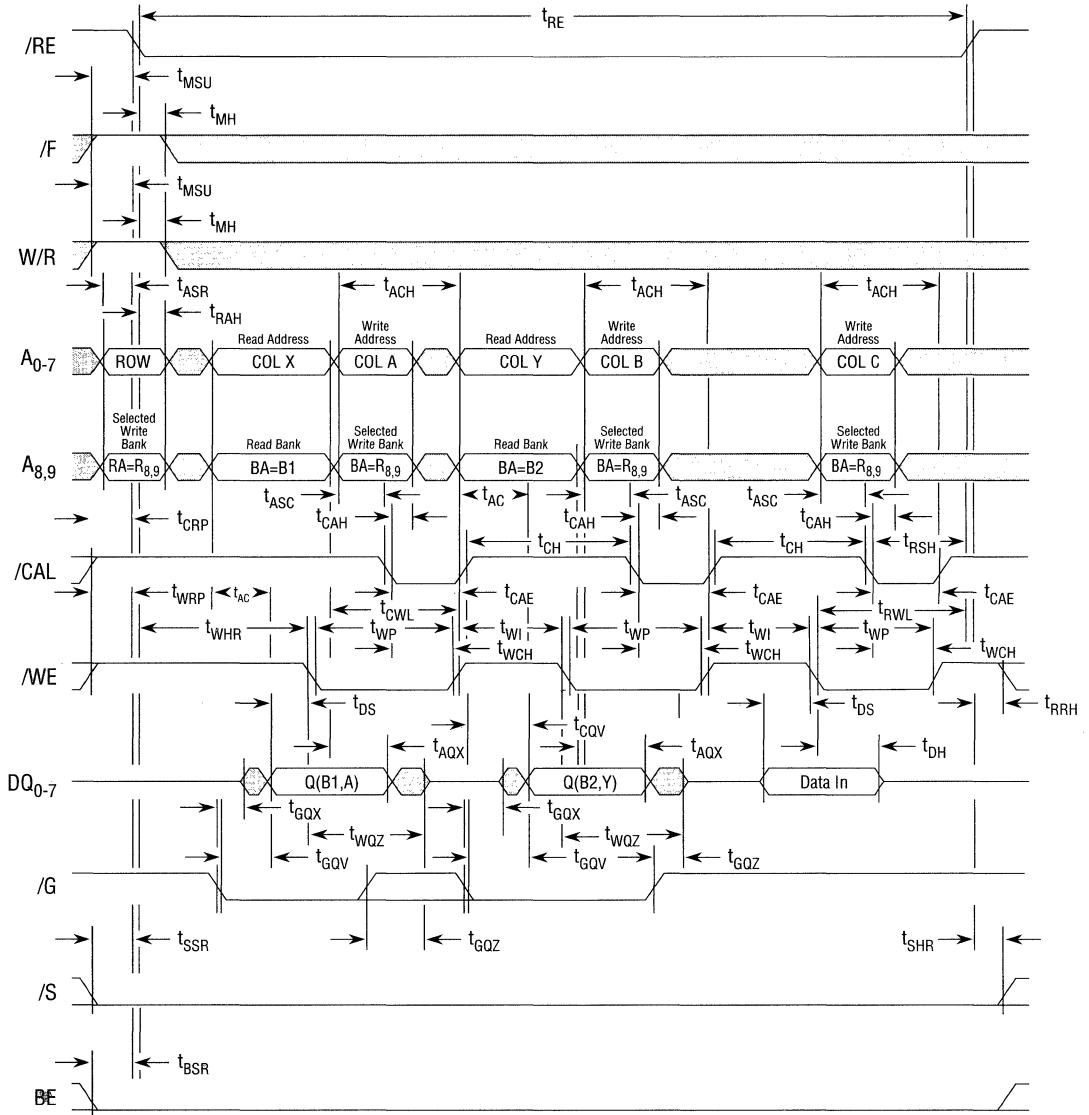 tRE
/RE
tMSU
tMH
/F
tMSU
tMH
W/R
tASR tACH tACH tACH
tRAH
Read Address Write Address Read Address Write Address Write Address
A0-7 ROW COL X COL A COL Y COL B COL C
Selected Write Bank Read Bank Selected Write Bank Read Bank Selected Write Bank Selected Write Bank
A8,9 RA=R8,9 BA=B1 BA=R8,9 BA=B2 BA=R8,9 BA=R8,9
tASC tAC tASC tASC
tCRP tCAH tCAH tCAH
tCH tCH tRSH
/CAL
tWRP tAC tCWL tCAE tCAE tRWL tCAE
tWHR tWP tWI tWP tWI tWP
tWCH tWCH tWCH
/WE
tDS tCQV tDS tRRH
tAQX tAQX tDH
DQ0-7 Q(B1,A) Q(B2,Y) Data In
tGQX tGQX
tWQZ tWQZ
tGQV tGQV tGQZ
/G
tSSR tGQZ tSHR
/S
tBSR